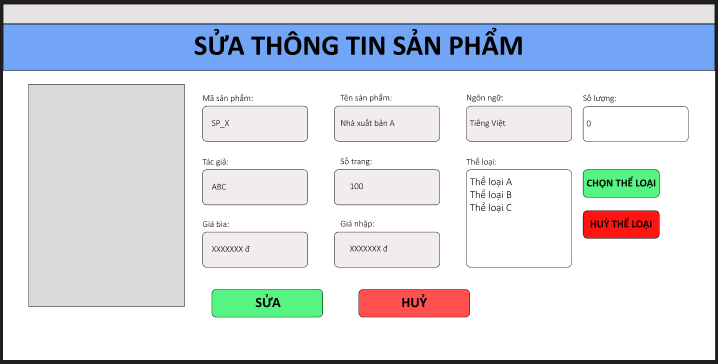 SỬA THÔNG TIN SẢN PHẨM
Mã sản phẩm:
Tên sản phẩm:
Ngôn ngữ:
Số lượng:
SP_X
Nhà xuất bản A
Tiếng Việt
0
Tác giả:
Số trang:
Thể loại:
ABC
100
Thể loại A
Thể loại B
Thể loại C
CHỌN THỂ LOẠI
HUỶ THỂ LOẠI
Giá bìa:
Giá nhập:
XXXXXXX đ
XXXXXXX đ
SỬA
HUỶ